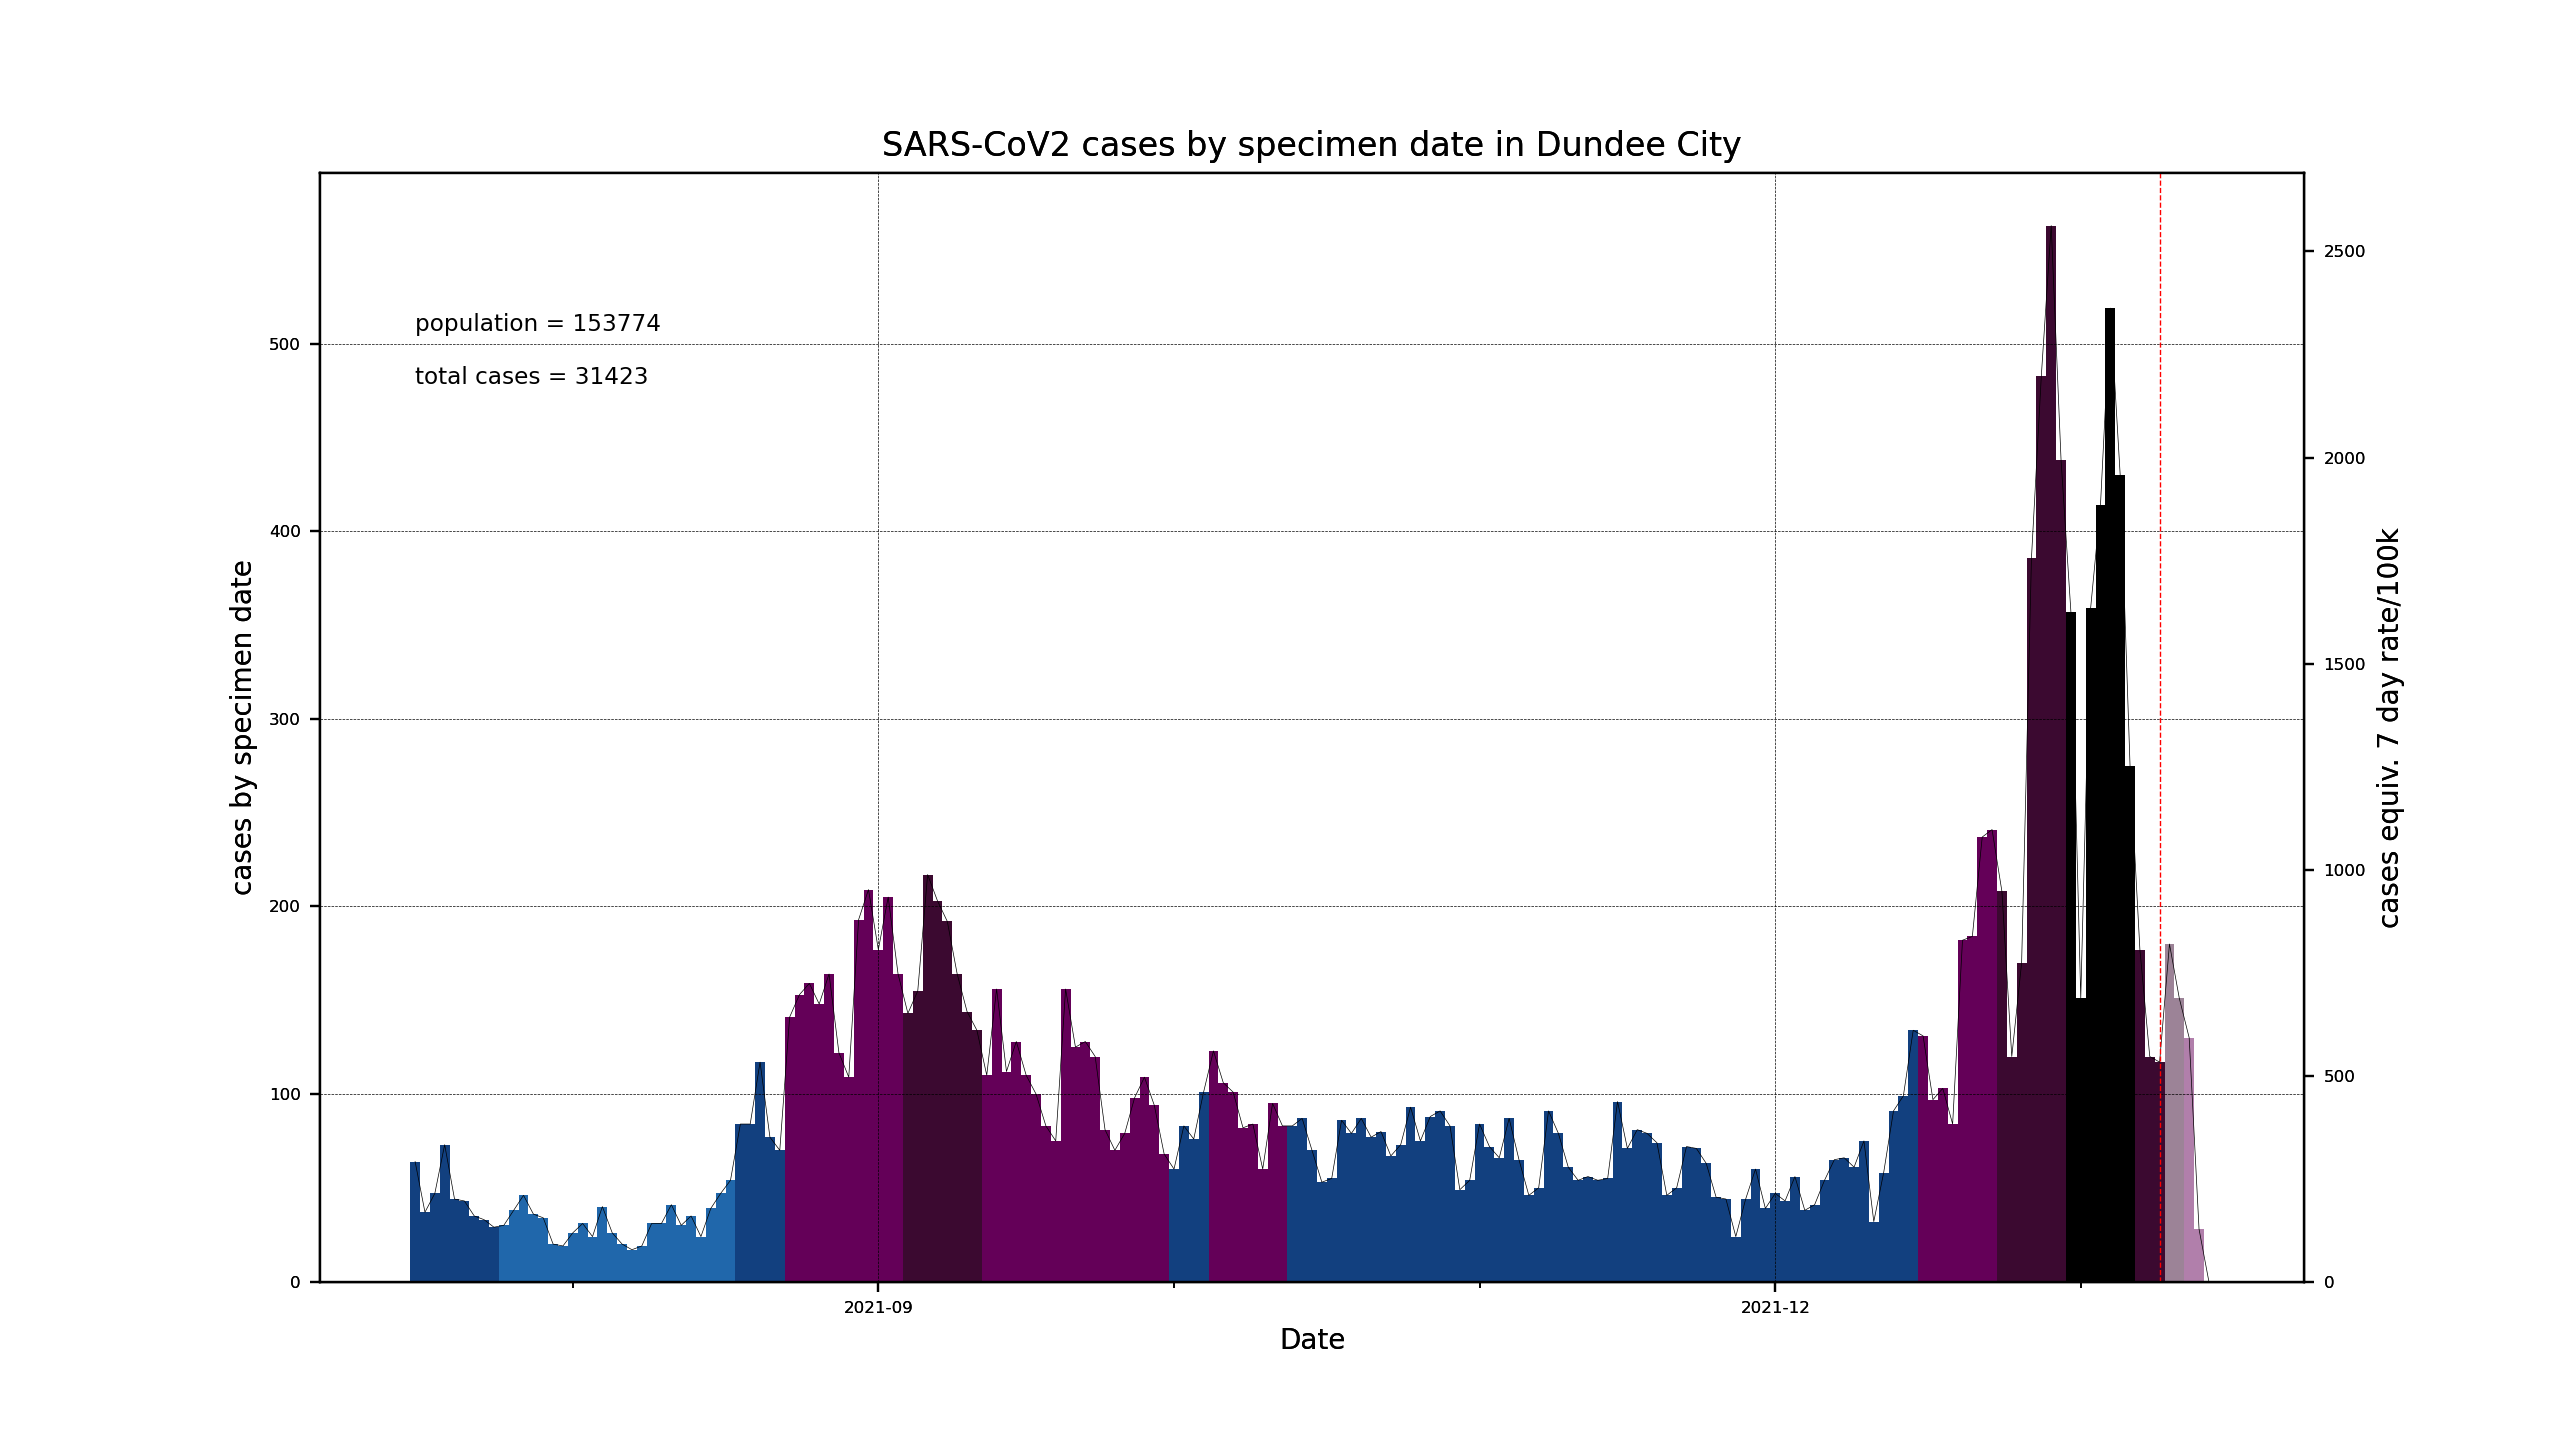 SARS-CoV2 cases by specimen date in Dundee City
population = 153774
total cases = 31423
cases by specimen date
500
400
300
200
100
0
2500
2000
1500
1000
500
0
cases equiv. 7 day rate/100k
2021-09
2021-12
Date